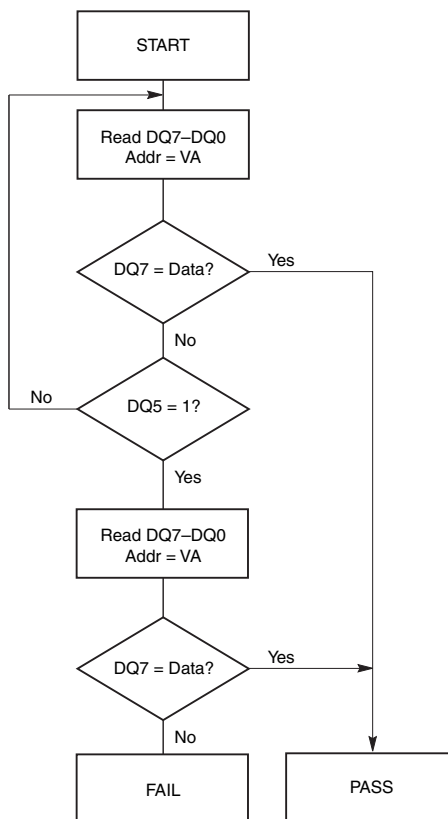 START
Read DQ7–DQ0
Addr = VA
DQ7 = Data?
Yes
No
No
DQ5 = 1?
Yes
Read DQ7–DQ0
Addr = VA
DQ7 = Data?
Yes
No
FAIL
PASS